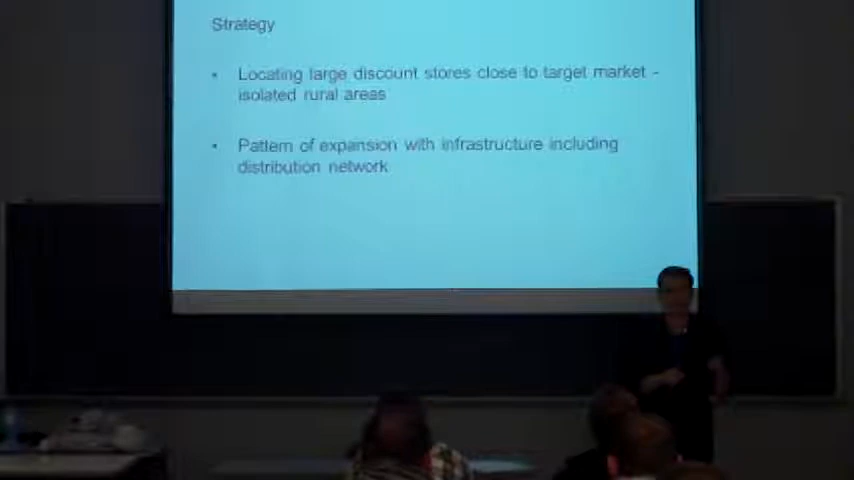 Strategy
• Locating large discount stores close to target market -
isolated rural areas
• Pattern of expansion with infrastructure including
distribution network